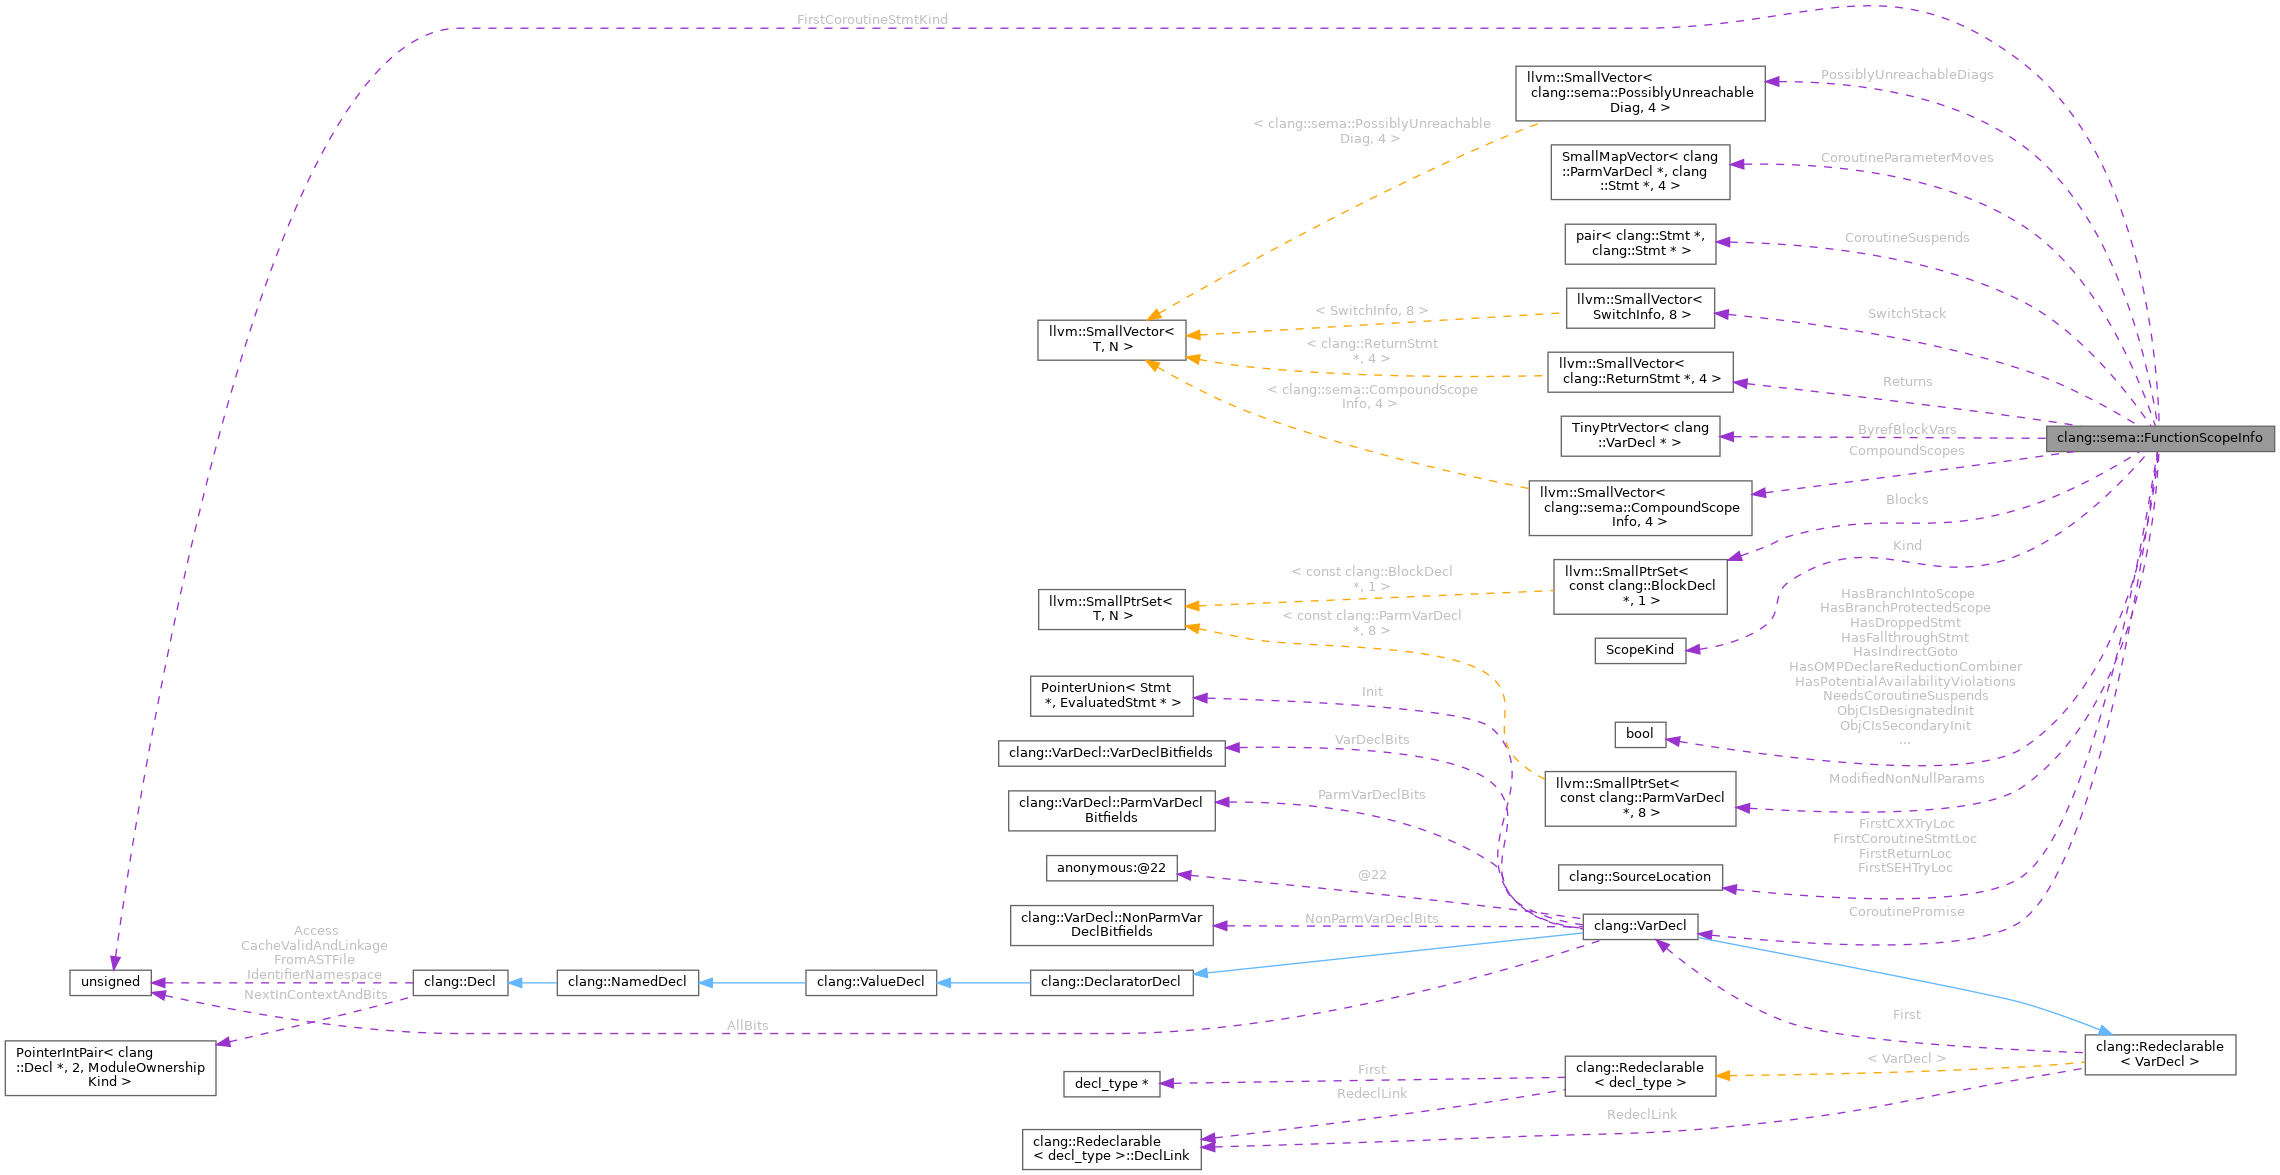 FirstCoroutineStmtKind
llvm::SmallVector<
clang::sema::PossiblyUnreachable
Diag, 4 >
PossiblyUnreachableDiags
< clang::sema::PossiblyUnreachable
Diag, 4 >
SmallMapVector< clang
::ParmVarDecl *, clang
::Stmt *, 4 >
CoroutineParameterMoves
pair< clang::Stmt *,
clang::Stmt * >
CoroutineSuspends
llvm::SmallVector<
SwitchInfo, 8 >
SwitchStack
< SwitchInfo, 8 >
llvm::SmallVector<
T, N >
< clang::ReturnStmt
*, 4 >
llvm::SmallVector<
clang::ReturnStmt *, 4 >
Returns
< clang::sema::CompoundScope
Info, 4 >
TinyPtrVector< clang
::VarDecl * >
ByrefBlockVars
clang::sema::FunctionScopeInfo
CompoundScopes
llvm::SmallVector<
clang::sema::CompoundScope
Info, 4 >
Blocks
Kind
llvm::SmallPtrSet<
const clang::BlockDecl
*, 1 >
< const clang::BlockDecl
*, 1 >
llvm::SmallPtrSet<
T, N >
< const clang::ParmVarDecl
*, 8 >
ScopeKind
HasBranchIntoScope
HasBranchProtectedScope
HasDroppedStmt
HasFallthroughStmt
HasIndirectGoto
HasOMPDeclareReductionCombiner
HasPotentialAvailabilityViolations
NeedsCoroutineSuspends
ObjCIsDesignatedInit
ObjCIsSecondaryInit
...
PointerUnion< Stmt
*, EvaluatedStmt * >
Init
bool
clang::VarDecl::VarDeclBitfields
VarDeclBits
llvm::SmallPtrSet<
const clang::ParmVarDecl
*, 8 >
ModifiedNonNullParams
clang::VarDecl::ParmVarDecl
Bitfields
ParmVarDeclBits
FirstCXXTryLoc
FirstCoroutineStmtLoc
FirstReturnLoc
FirstSEHTryLoc
anonymous:@22
@22
clang::SourceLocation
clang::VarDecl::NonParmVar
DeclBitfields
NonParmVarDeclBits
clang::VarDecl
CoroutinePromise
Access
CacheValidAndLinkage
FromASTFile
IdentifierNamespace
NextInContextAndBits
unsigned
clang::Decl
clang::NamedDecl
clang::ValueDecl
clang::DeclaratorDecl
AllBits
First
PointerIntPair< clang
::Decl *, 2, ModuleOwnership
Kind >
clang::Redeclarable
< VarDecl >
< VarDecl >
clang::Redeclarable
< decl_type >
First
decl_type *
RedeclLink
RedeclLink
clang::Redeclarable
< decl_type >::DeclLink